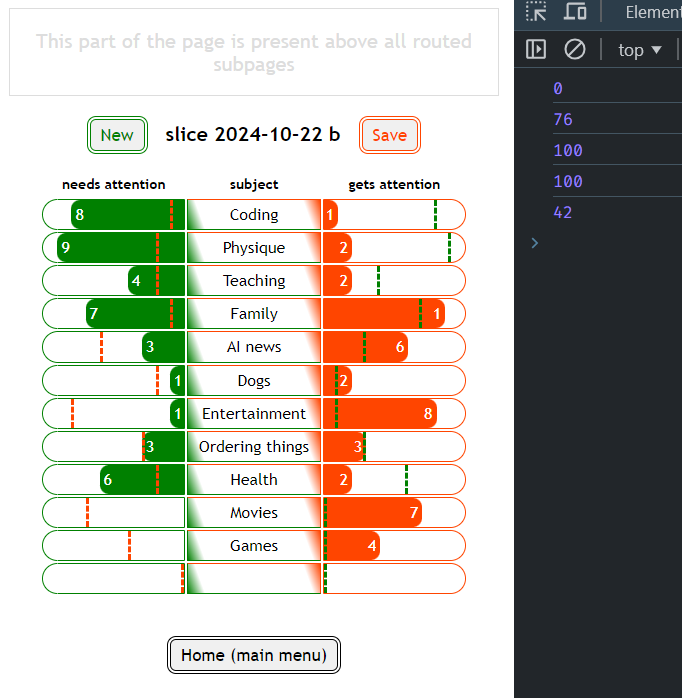 This part of the page is present above all routed
subpages
New slice 2024-10-22 b Save
needs attention subject gets attention
8 Coding 1
9 Physique 2
4 Teaching 2
7 Family 1
3 AI news 6
1 Dogs 2
1 Entertainment 8
3 Ordering things 3
6 Health 2
Movies 7
Games 4
Home (main menu)
Element
top ▼
0
76
100
100
42
>